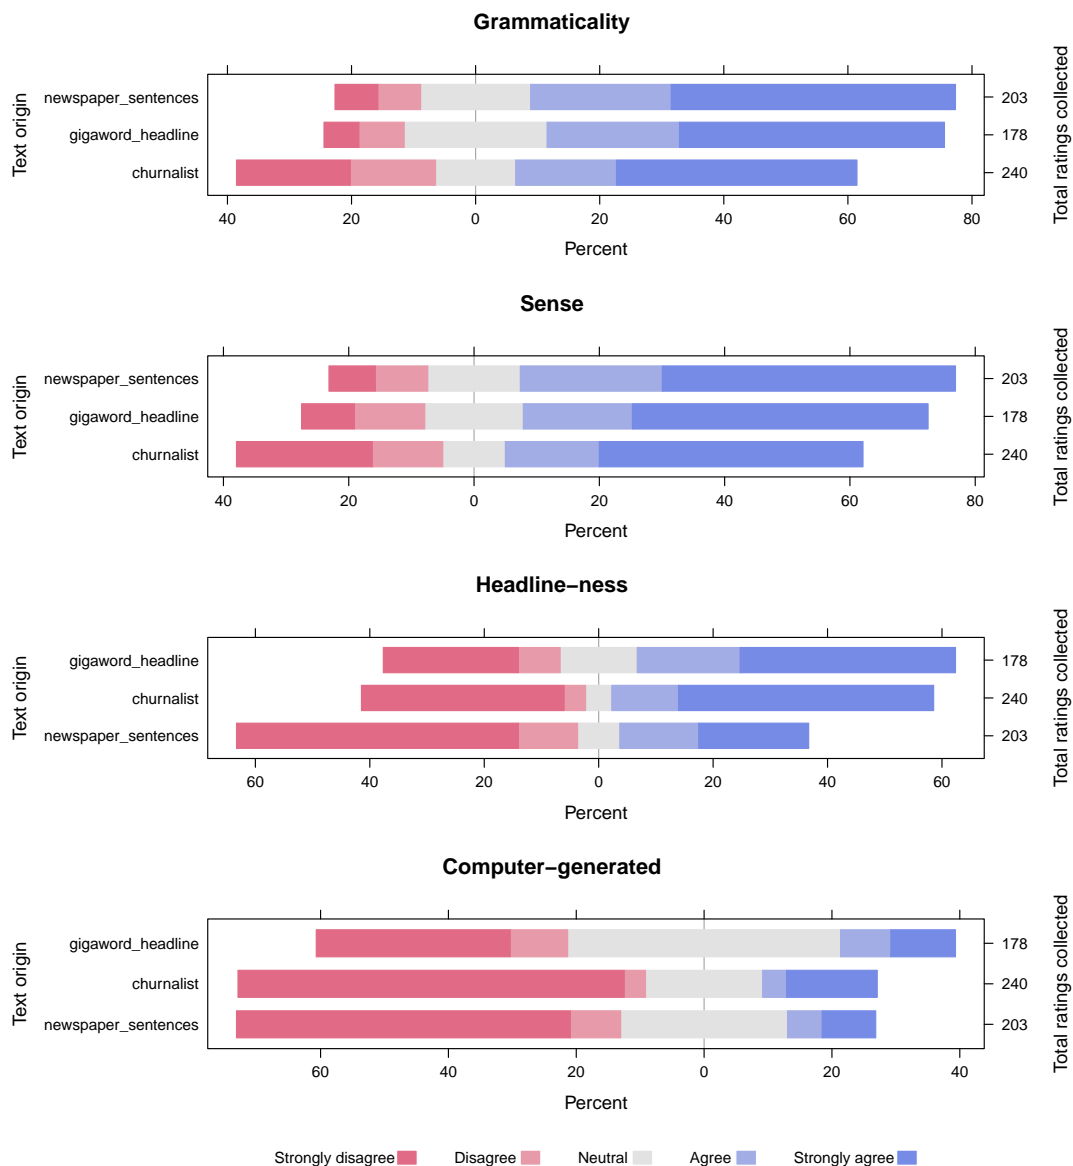 Grammaticality
Text origin
newspaper_sentences 203
gigaword_headline 178
churnalist 240
Total ratings collected
40 20 0 20 40 60 80
Percent
Sense
Text origin
newspaper_sentences 203
gigaword_headline 178
churnalist 240
Total ratings collected
40 20 0 20 40 60 80
Percent
Headline−ness
Text origin
gigaword_headline 178
churnalist 240
newspaper_sentences 203
Total ratings collected
60 40 20 0 20 40 60
Percent
Computer−generated
Text origin
gigaword_headline 178
churnalist 240
newspaper_sentences 203
Total ratings collected
60 40 20 0 20 40
Percent
Strongly disagree Disagree Neutral Agree Strongly agree